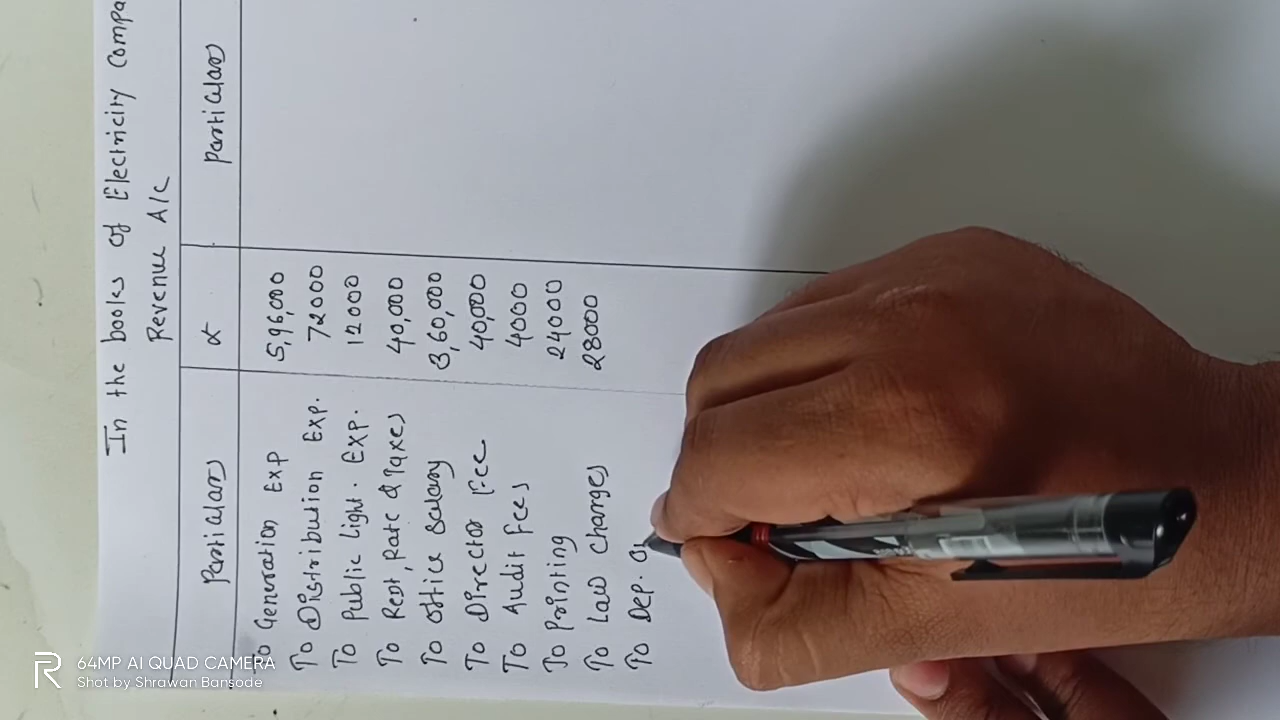 In the books of Electricity Compa
Revenue A/C
Particulars ₹ Particulars
To Generation Exp 5,96,000
To Distribution Exp. 72000
To Public light. Exp. 12000
To Rent, Rate & Taxes 40,000
To Office Salary 3,60,000
To Director Fee 40,000
To Audit Fees 4000
To Printing 24000
To Law Charges 28000
To Dep. o
64MP AI QUAD CAMERA
Shot by Shrawan Bansode